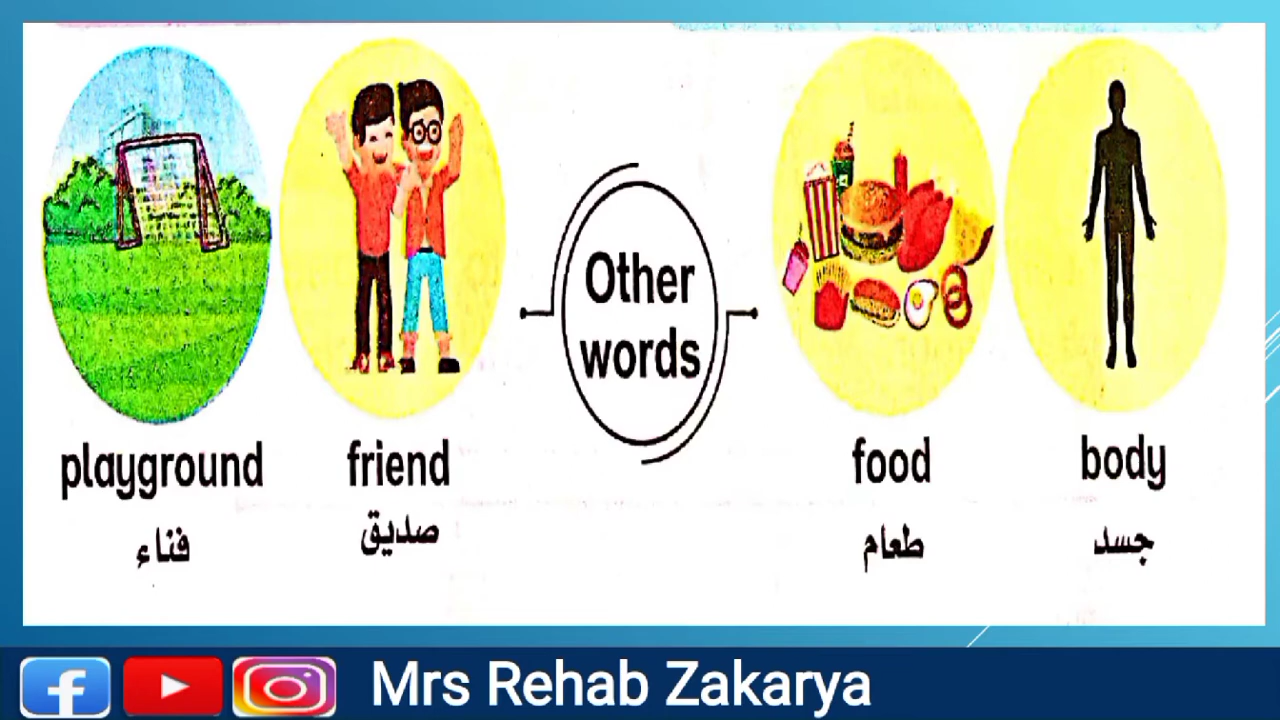 Other
words
playground
friend
food
body
فناء
صديق
طعام
جسد
Mrs Rehab Zakarya